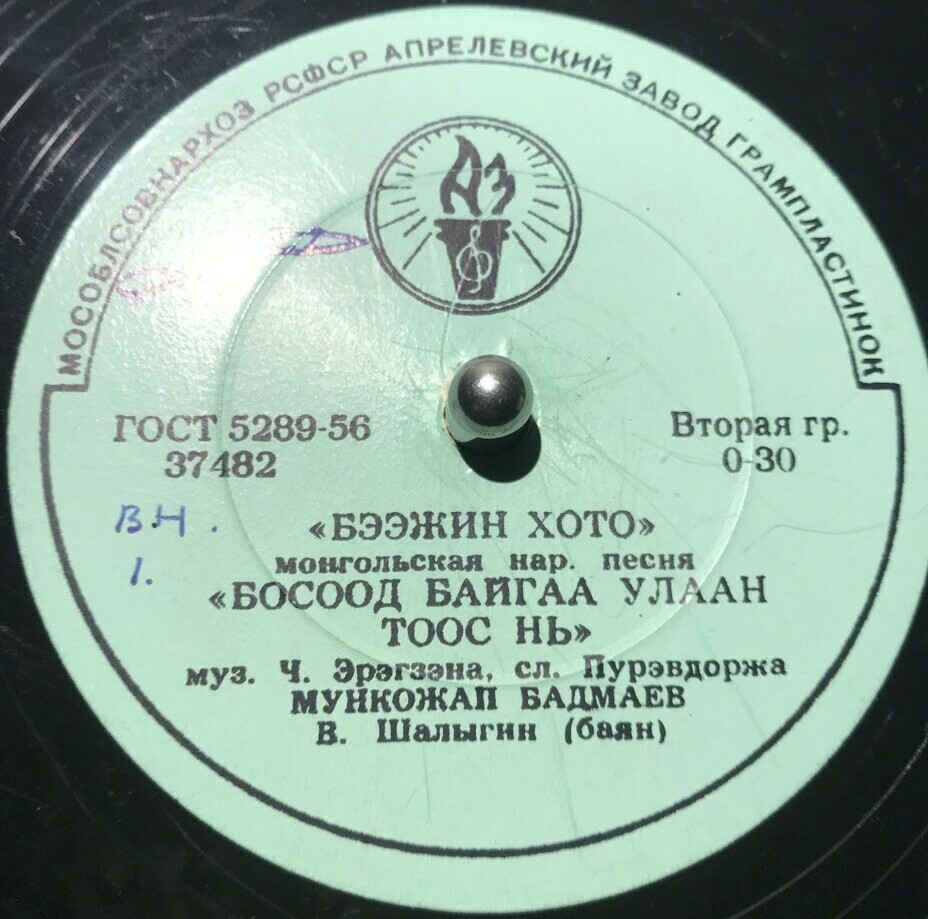 МОСОБЛСОВНАРХОЗ РСФСР АПРЕЛЕВСКИЙ ЗАВОД ГРАМПЛАСТИНОК
АЗ
ГОСТ 5289-56
37482
Вторая гр.
0-30
ВН.
1.
«БЭЭЖИН ХОТО»
монгольская нар. песня
«БОСООД БАЙГАА УЛААН
ТООС НЬ»
муз. Ч. Эрэгзэна, сл. Пурэвдоржа
МУНКОЖАП БАДМАЕВ
В. Шалыгин (баян)